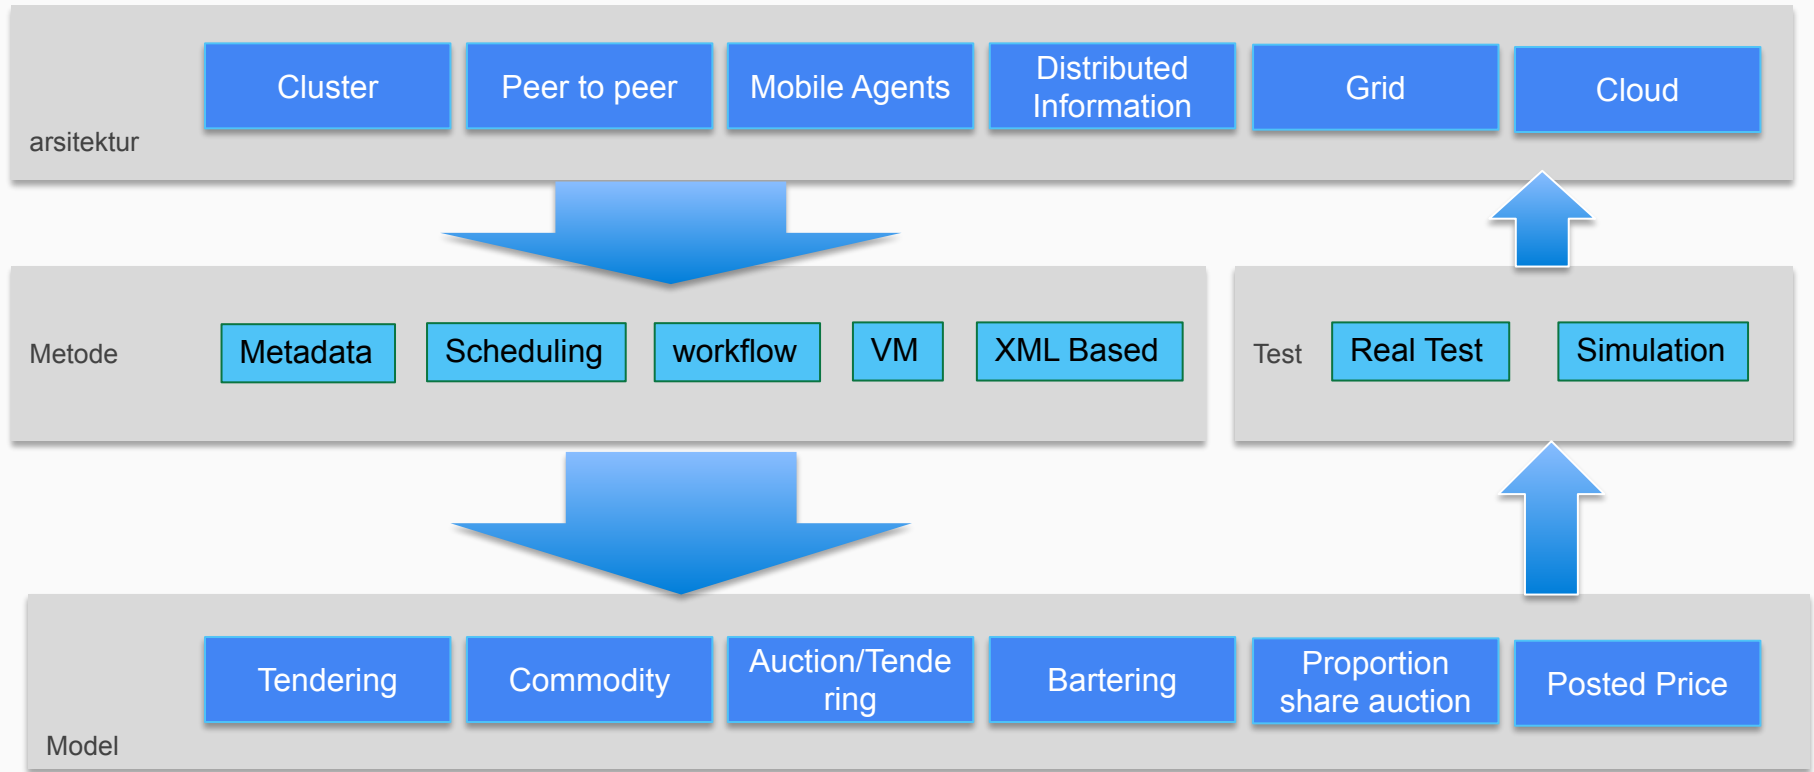 Cluster
Peer to peer
Mobile Agents
Distributed
Information
Grid
Cloud
arsitektur
Metode
Metadata
Scheduling
workflow
VM
XML Based
Test
Real Test
Simulation
Tendering
Commodity
Auction/Tende
ring
Bartering
Proportion
share auction
Posted Price
Model